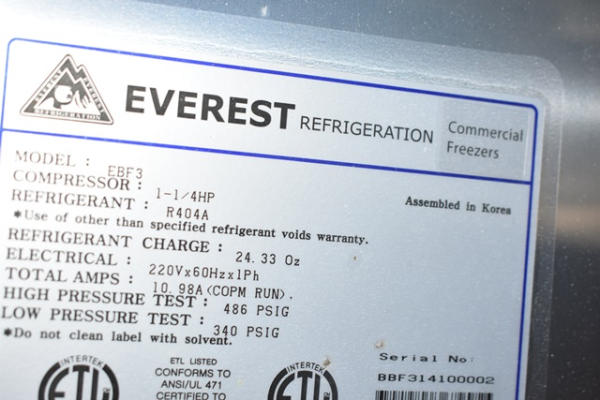 EVEREST REFRIGERATION
Commercial
Freezers
REFRIGERATION
MODEL : EBF3
COMPRESSOR : 1-1/4HP
REFRIGERANT : R404A
Assembled in Korea
*Use of other than specified refrigerant voids warranty.
REFRIGERANT CHARGE : 24.33 Oz
ELECTRICAL : 220Vx60Hzx1Ph
TOTAL AMPS : 10.98A(COPM RUN).
HIGH PRESSURE TEST : 486 PSIG
LOW PRESSURE TEST : 340 PSIG
*Do not clean label with solvent.
INTERTEK
ETL
ETL LISTED
CONFORMS TO
ANSI/UL 471
CERTIFIED TO
INTERTEK
ETL
Serial No:
BBF314100002